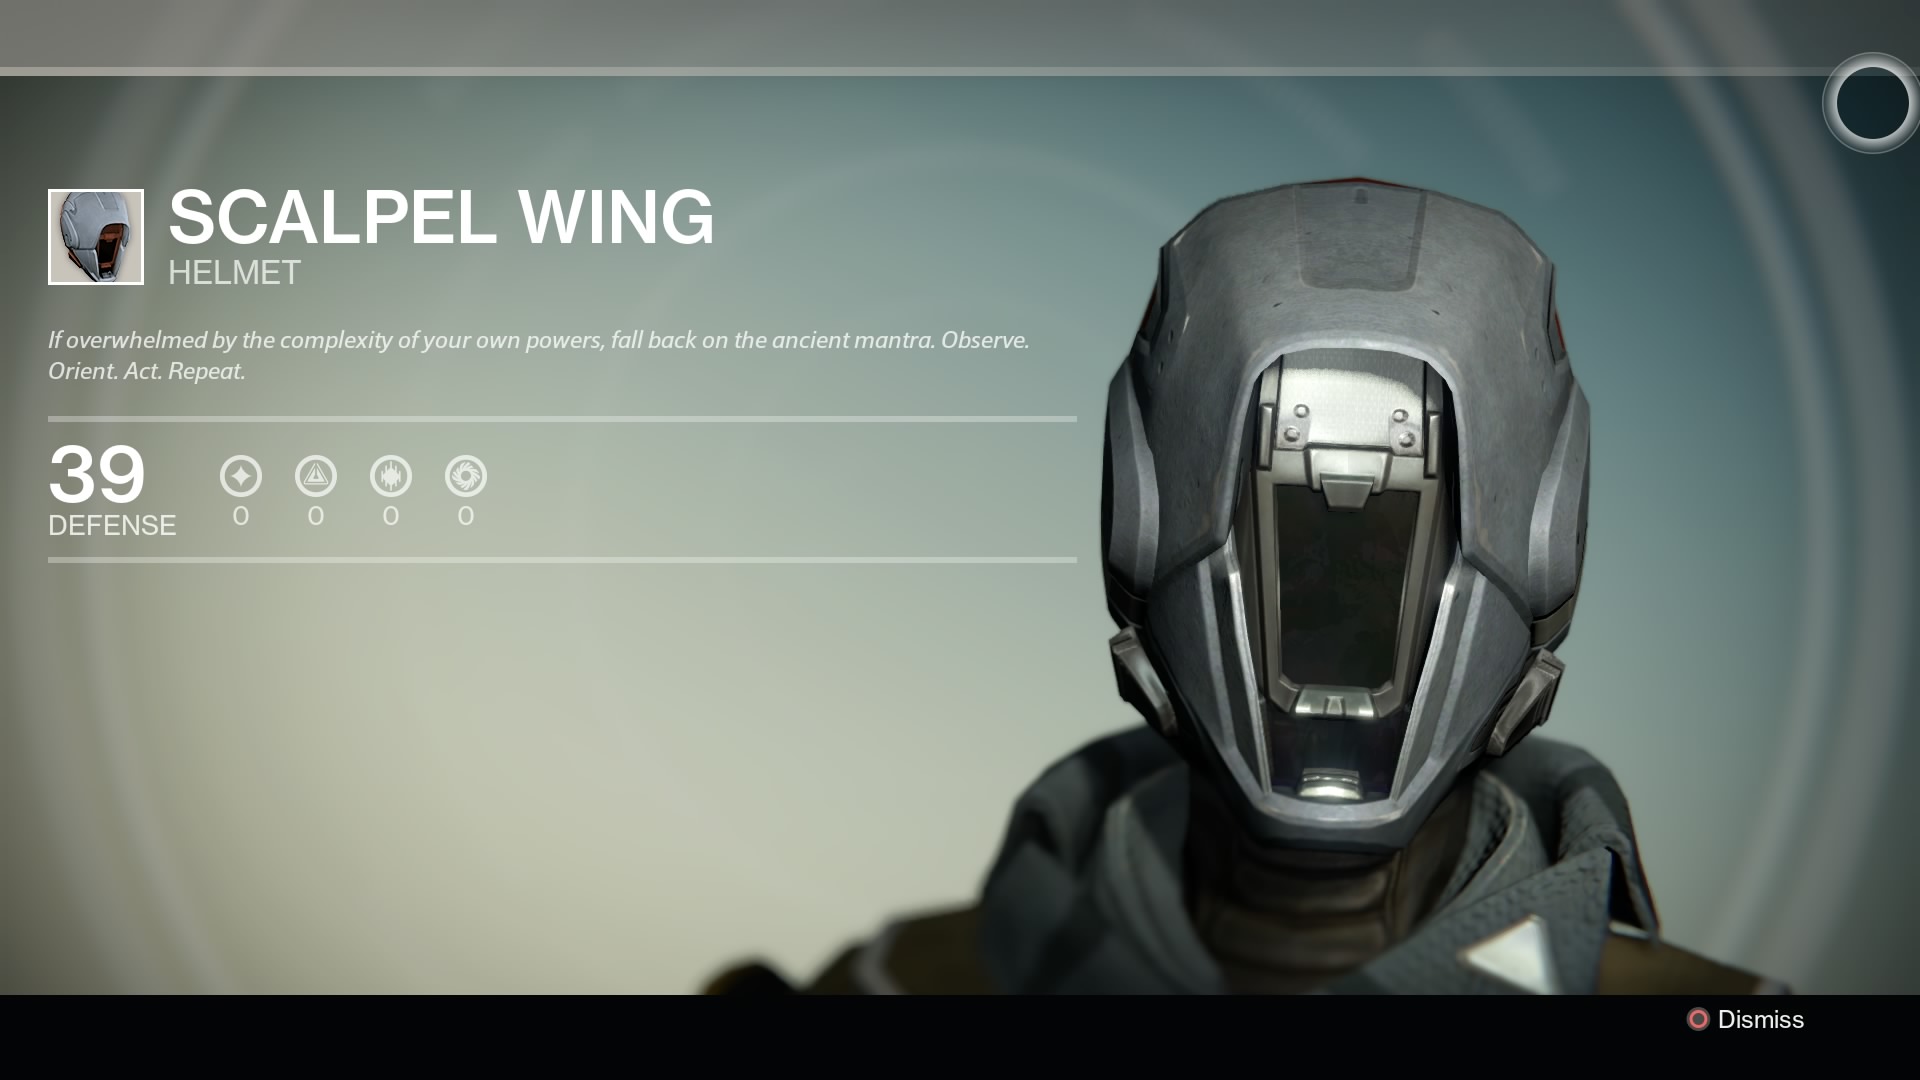 SCALPEL WING
HELMET
If overwhelmed by the complexity of your own powers, fall back on the ancient mantra. Observe.
Orient. Act. Repeat.
39
DEFENSE
0 0 0 0
Dismiss